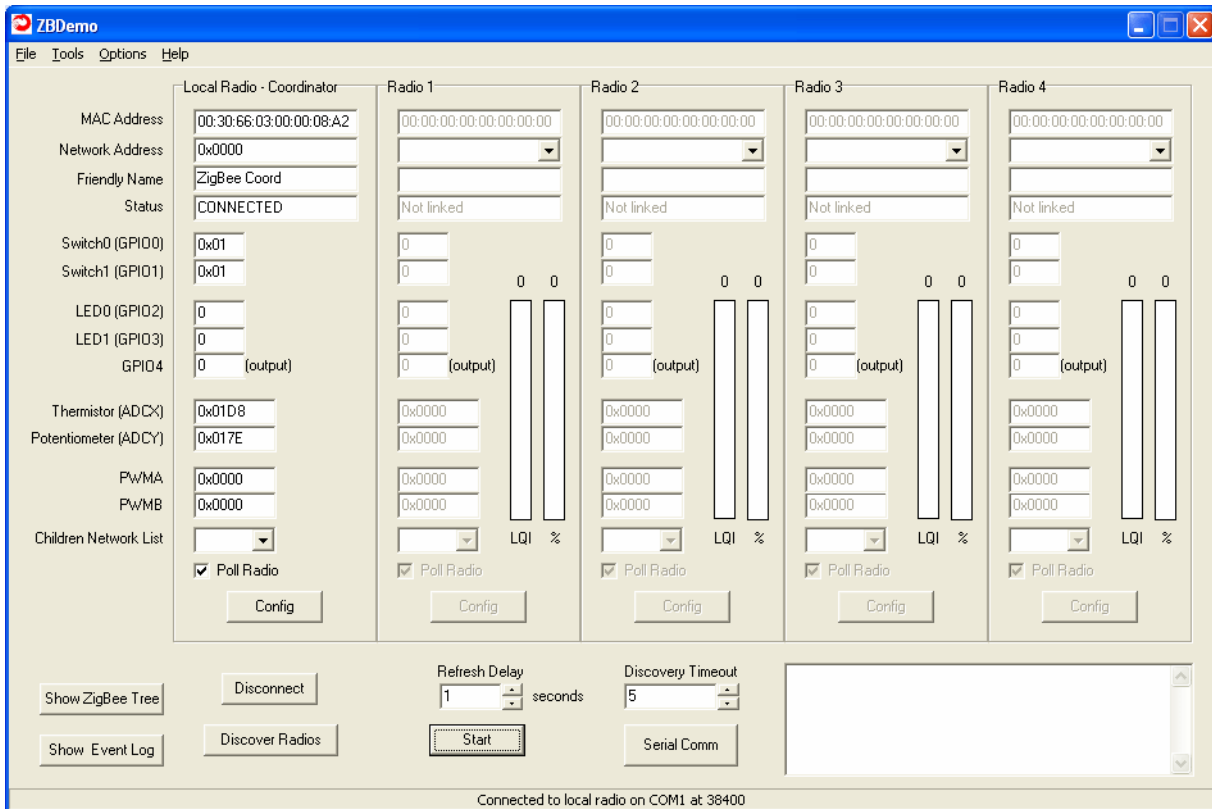 ZBDemo
File Tools Options Help
Local Radio - Coordinator Radio 1 Radio 2 Radio 3 Radio 4
MAC Address 00:30:66:03:00:00:08:A2 00:00:00:00:00:00:00:00 00:00:00:00:00:00:00:00 00:00:00:00:00:00:00:00 00:00:00:00:00:00:00:00
Network Address 0x0000
Friendly Name ZigBee Coord
Status CONNECTED Not linked Not linked Not linked Not linked
Switch0 (GPIO0) 0x01 0 0 0 0
Switch1 (GPIO1) 0x01 0 0 0 0
0 0 0 0 0 0 0 0
LED0 (GPIO2) 0 0 0 0 0
LED1 (GPIO3) 0 0 0 0 0
GPIO4 0 (output) 0 (output) 0 (output) 0 (output) 0 (output)
Thermistor (ADCX) 0x01D8 0x0000 0x0000 0x0000 0x0000
Potentiometer (ADCY) 0x017E 0x0000 0x0000 0x0000 0x0000
PWMA 0x0000 0x0000 0x0000 0x0000 0x0000
PWMB 0x0000 0x0000 0x0000 0x0000 0x0000
Children Network List LQI % LQI % LQI % LQI %
Poll Radio Poll Radio Poll Radio Poll Radio Poll Radio
Config Config Config Config Config
Refresh Delay Discovery Timeout
Show ZigBee Tree Disconnect 1 seconds 5
Show Event Log Discover Radios Start Serial Comm
Connected to local radio on COM1 at 38400